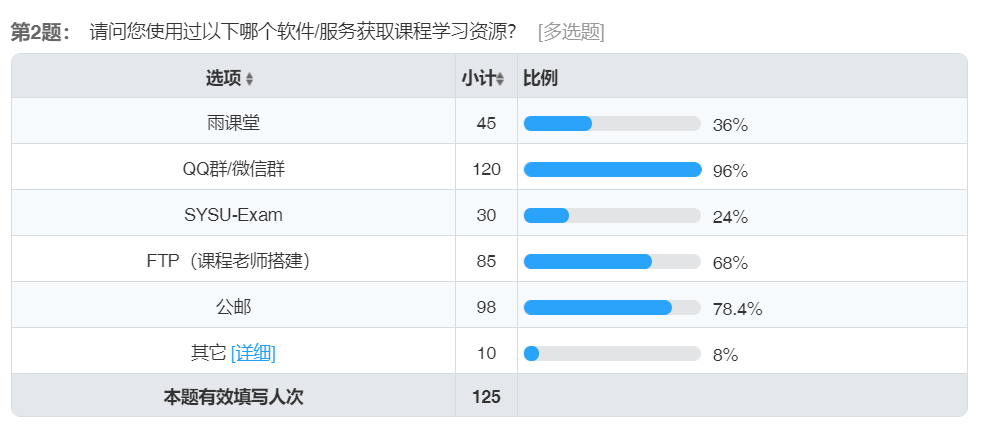 第2题： 请问您使用过以下哪个软件/服务获取课程学习资源？ [多选题]
选项 小计 比例
雨课堂 45 36%
QQ群/微信群 120 96%
SYSU-Exam 30 24%
FTP（课程老师搭建） 85 68%
公邮 98 78.4%
其它 [详细] 10 8%
本题有效填写人次 125